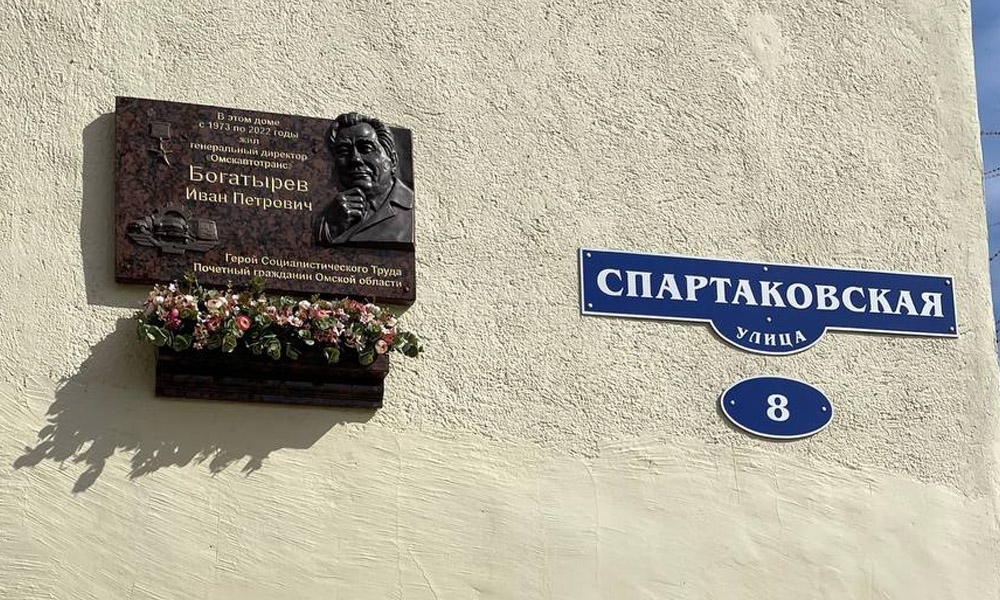 В этом доме
с 1973 по 2022 годы
жил
генеральный директор
«Омскавтотранс»
Богатырев
Иван Петрович
Герой Социалистического Труда
Почетный гражданин Омской области
СПАРТАКОВСКАЯ
УЛИЦА
8